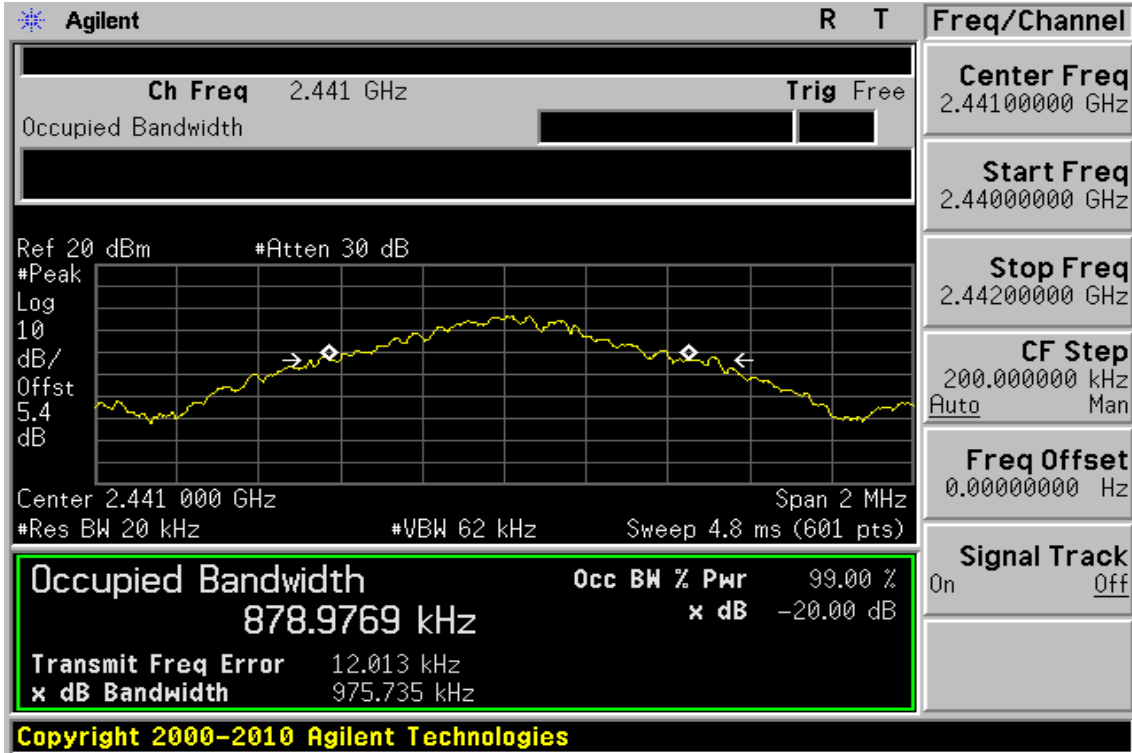 Agilent R T
Ch Freq 2.441 GHz Trig Free
Occupied Bandwidth
Ref 20 dBm #Atten 30 dB
#Peak
Log
10
dB/
Offst
5.4
dB
Center 2.441 000 GHz Span 2 MHz
#Res BW 20 kHz #VBW 62 kHz Sweep 4.8 ms (601 pts)
Occupied Bandwidth Occ BW % Pwr 99.00 %
878.9769 kHz x dB -20.00 dB
Transmit Freq Error 12.013 kHz
x dB Bandwidth 975.735 kHz
Copyright 2000-2010 Agilent Technologies
Freq/Channel
Center Freq
2.44100000 GHz
Start Freq
2.44000000 GHz
Stop Freq
2.44200000 GHz
CF Step
200.000000 kHz
Auto Man
Freq Offset
0.00000000 Hz
Signal Track
On Off